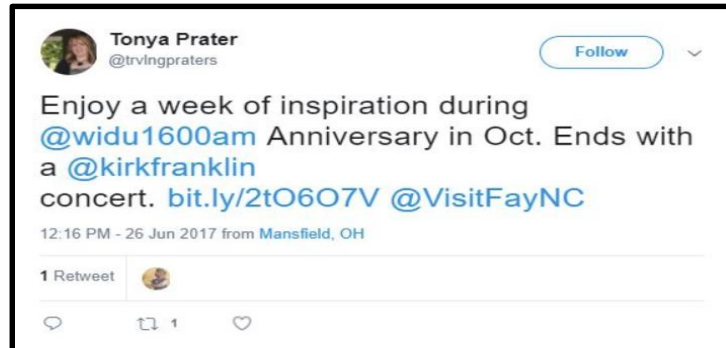 Tonya Prater
Follow
@trvlngpraters
Enjoy a week of inspiration during
@widu1600am Anniversary in Oct. Ends with
a @kirkfranklin
concert. bit.ly/2tO6O7V @VisitFayNC
12:16 PM - 26 Jun 2017 from Mansfield, OH
1 Retweet
1